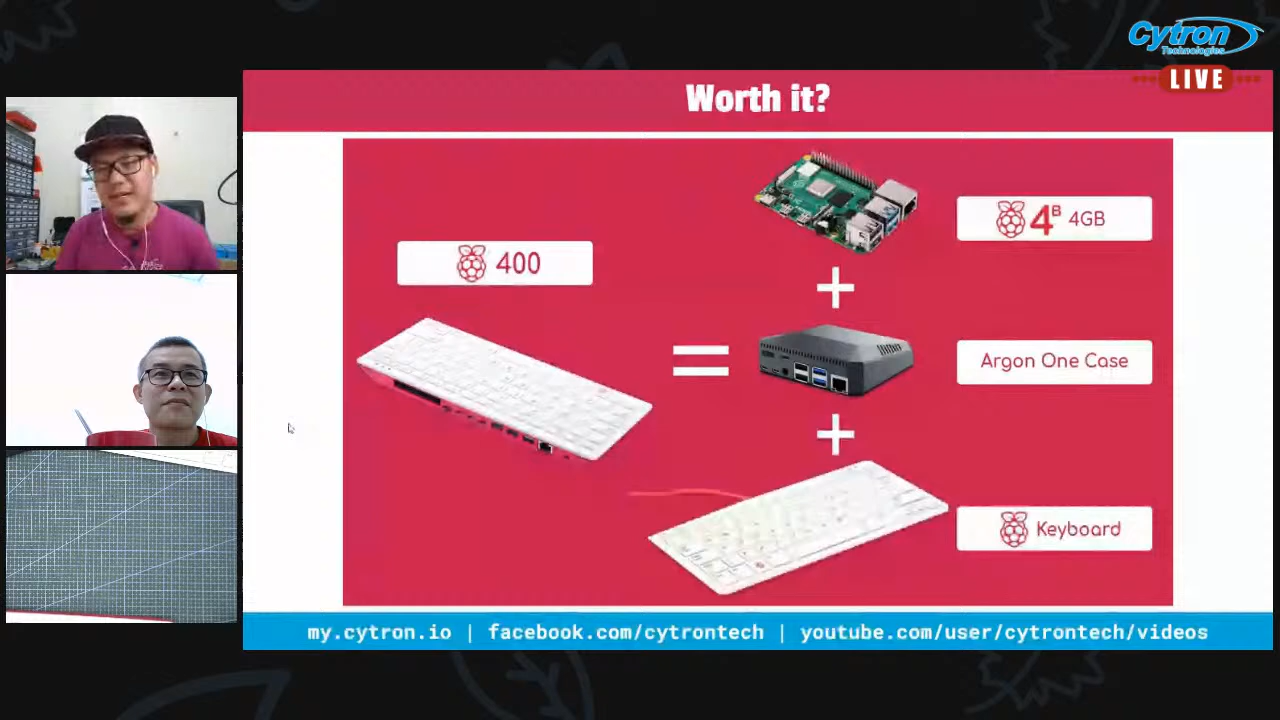 Cytron
Technologies
LIVE
Worth it?
400
4B 4GB
Argon One Case
Keyboard
my.cytron.io | facebook.com/cytrontech | youtube.com/user/cytrontech/videos